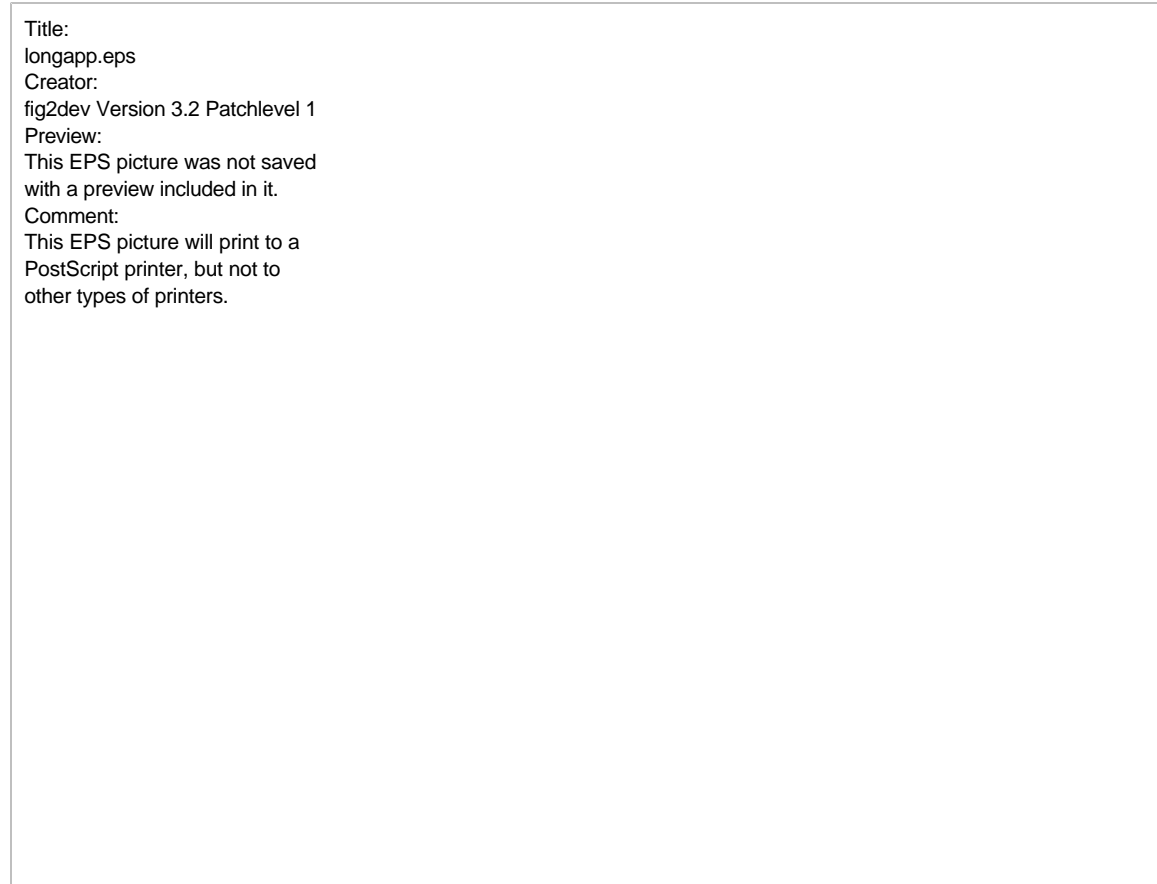 Title:
longapp.eps
Creator:
fig2dev Version 3.2 Patchlevel 1
Preview:
This EPS picture was not saved
with a preview included in it.
Comment:
This EPS picture will print to a
PostScript printer, but not to
other types of printers.